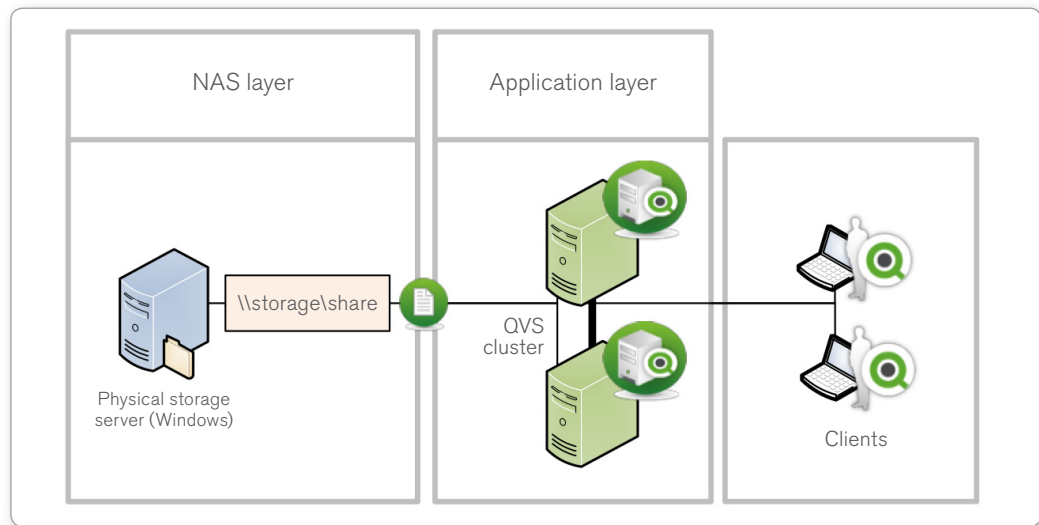 NAS layer
Application layer
\\storage\share
QVS
cluster
Physical storage
server (Windows)
Clients